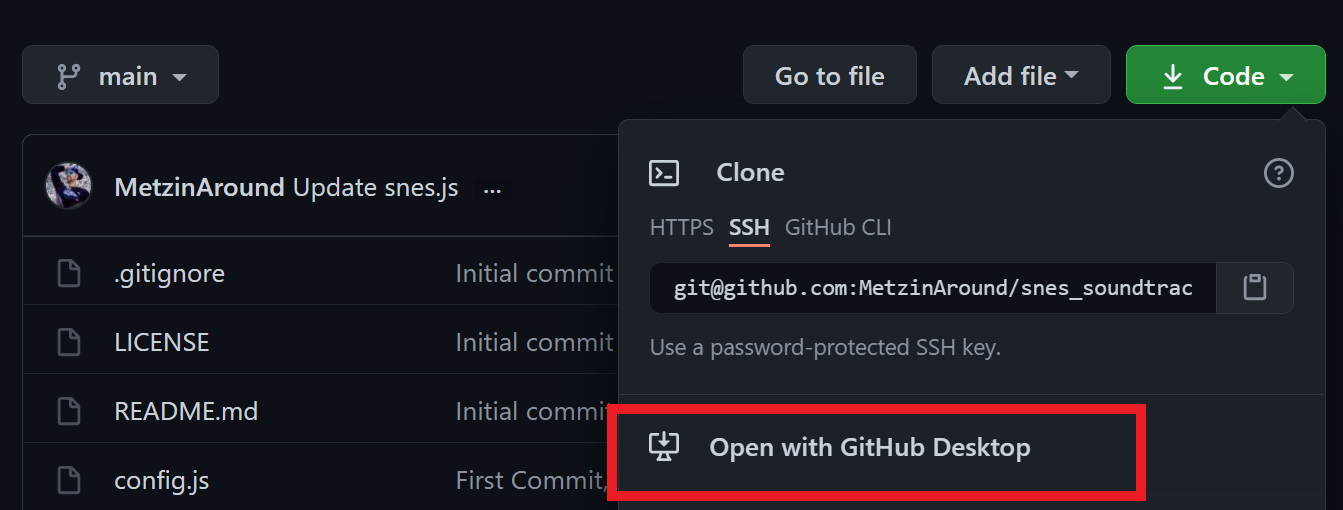 main
Go to file
Add file
Code
MetzinAround Update snes.js ...
.gitignore
Initial commit
LICENSE
Initial commit
README.md
Initial commit
config.js
First Commit,
Clone
HTTPS SSH GitHub CLI
git@github.com:MetzinAround/snes_soundtrac
Use a password-protected SSH key.
Open with GitHub Desktop